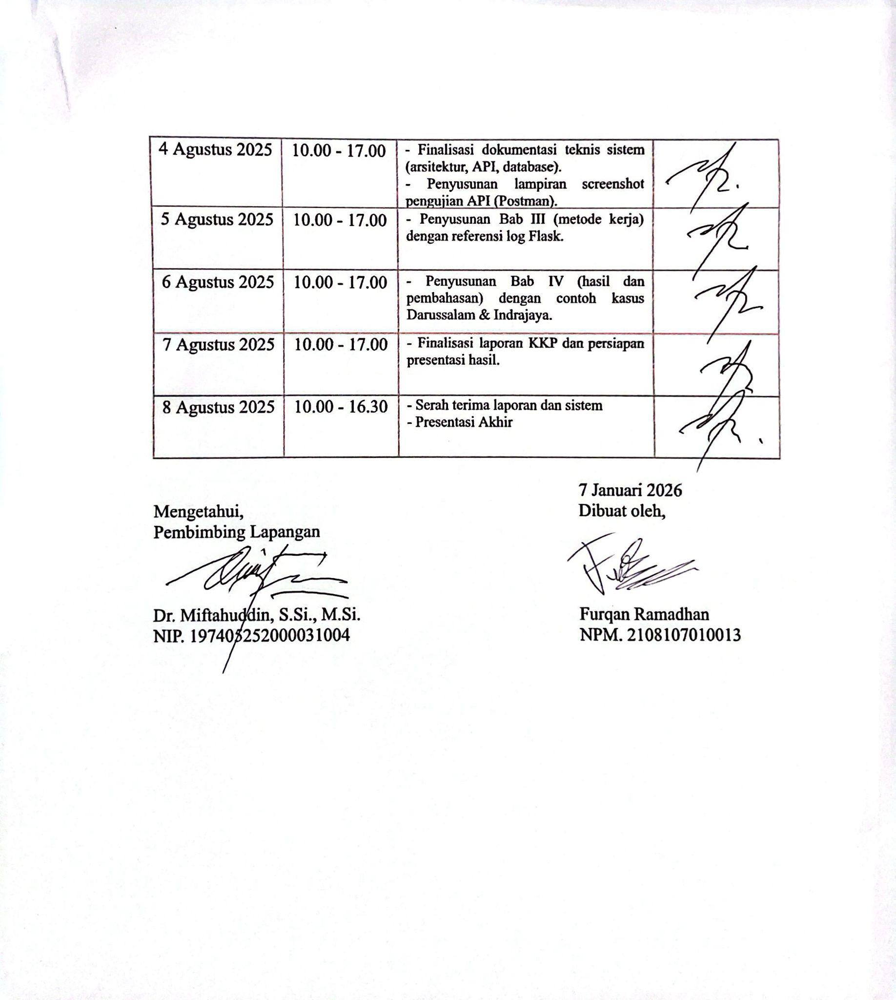 4 Agustus 2025 10.00 - 17.00 - Finalisasi dokumentasi teknis sistem
(arsitektur, API, database).
- Penyusunan lampiran screenshot
pengujian API (Postman).
5 Agustus 2025 10.00 - 17.00 - Penyusunan Bab III (metode kerja)
dengan referensi log Flask.
6 Agustus 2025 10.00 - 17.00 - Penyusunan Bab IV (hasil dan
pembahasan) dengan contoh kasus
Darussalam & Indrajaya.
7 Agustus 2025 10.00 - 17.00 - Finalisasi laporan KKP dan persiapan
presentasi hasil.
8 Agustus 2025 10.00 - 16.30 - Serah terima laporan dan sistem
- Presentasi Akhir
7 Januari 2026
Mengetahui, Dibuat oleh,
Pembimbing Lapangan
Dr. Miftahuddin, S.Si., M.Si. Furqan Ramadhan
NIP. 197405252000031004 NPM. 2108107010013